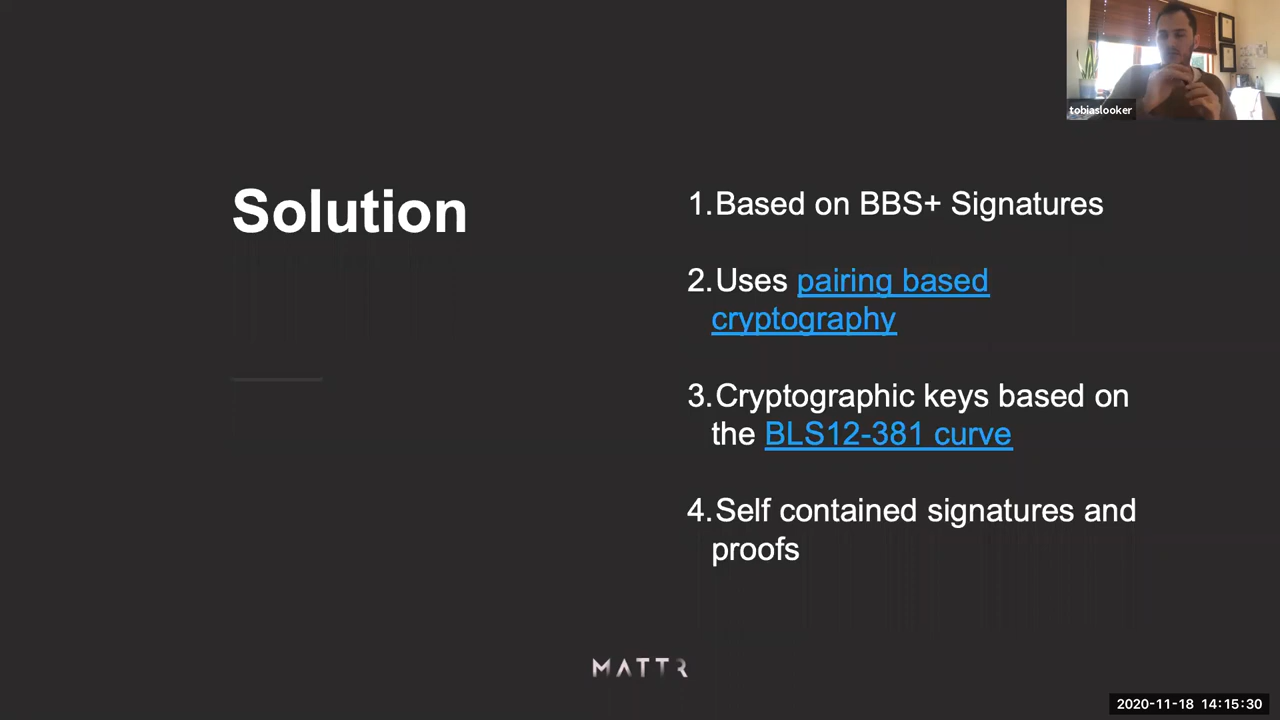 tobiaslooker
Solution
1.Based on BBS+ Signatures
2.Uses pairing based
cryptography
3.Cryptographic keys based on
the BLS12-381 curve
4.Self contained signatures and
proofs
MATTR
2020-11-18 14:15:30